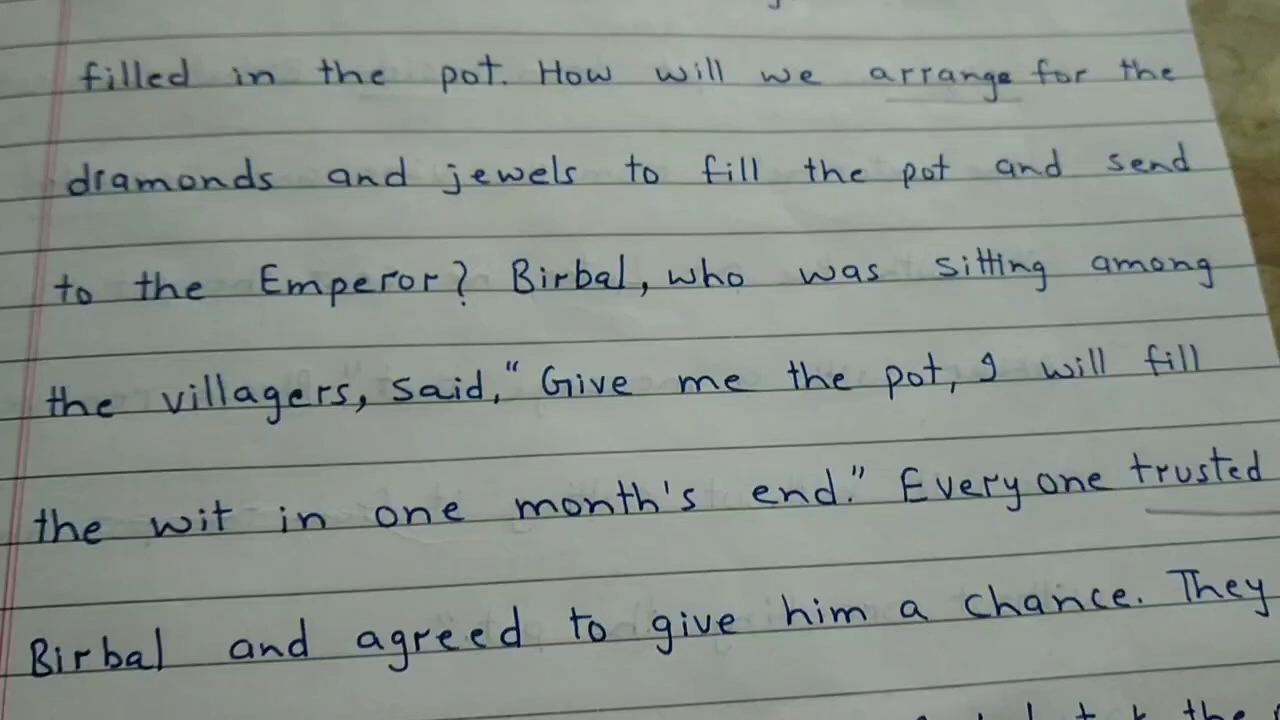 filled in the pot. How will we arrange for the
diamonds and jewels to fill the pot and send
to the Emperor? Birbal, who was sitting among
the villagers, said, " Give me the pot, I will fill
the wit in one month's end." Everyone trusted
Birbal and agreed to give him a chance. They
the